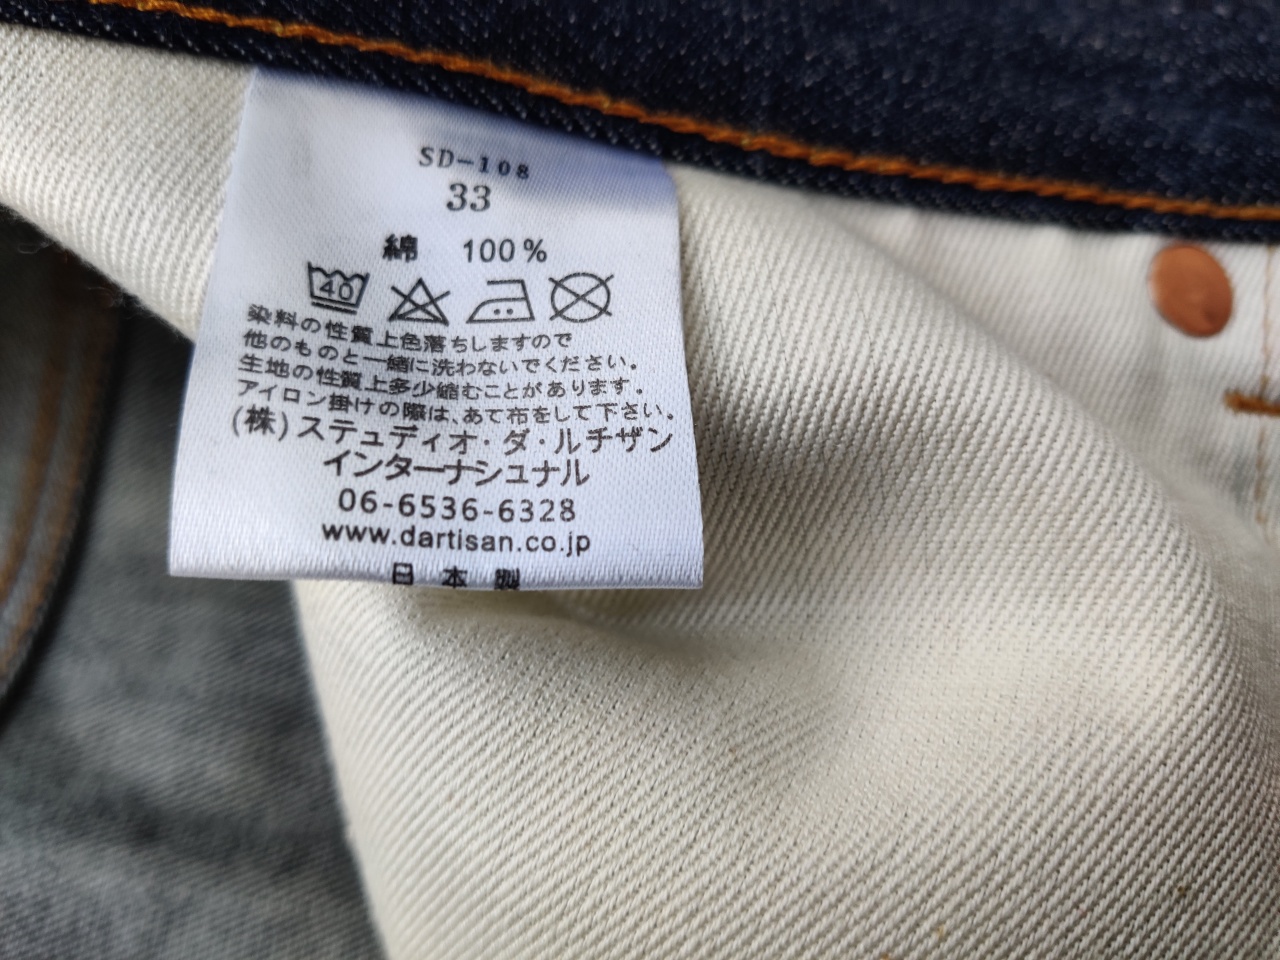 SD-108
33
綿 100%
40
染料の性質上色落ちしますので
他のものと一緒に洗わないでください。
生地の性質上多少縮むことがあります。
アイロン掛けの際は、あて布をして下さい。
(株)ステュディオ・ダ・ルチザン
インターナショナル
06-6536-6328
www.dartisan.co.jp
日本製